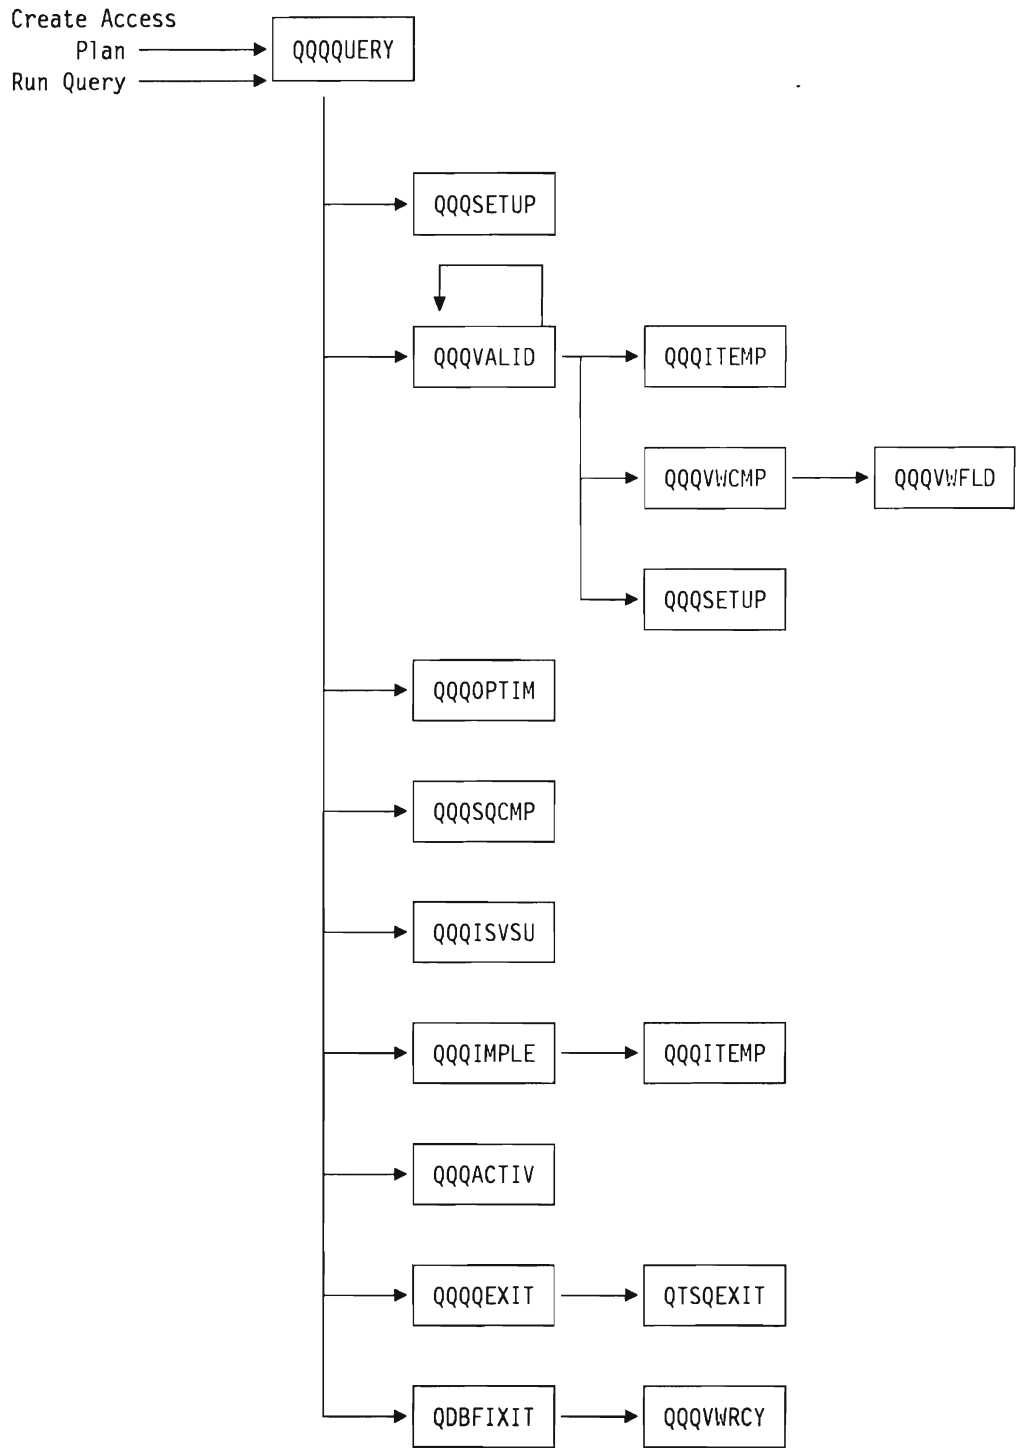 Create Access
Plan
Run Query
QQQQUERY
QQQSETUP
QQQVALID
QQQITEMP
QQQVWCMP
QQQVWFLD
QQQSETUP
QQQOPTIM
QQQSQCMP
QQQISVSU
QQQIMPLE
QQQITEMP
QQQACTIV
QQQQEXIT
QTSQEXIT
QDBFIXIT
QQQVWRCY